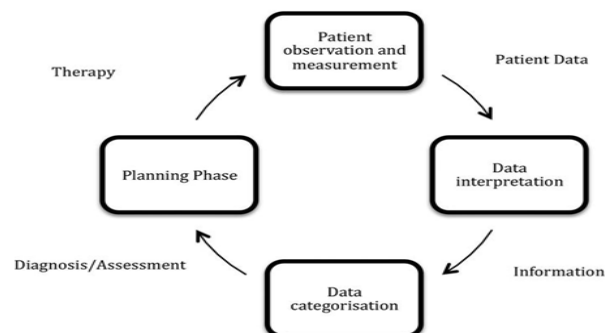 Patient
observation and
measurement
Therapy
Patient Data
Planning Phase
Data
interpretation
Diagnosis/Assessment
Information
Data
categorisation